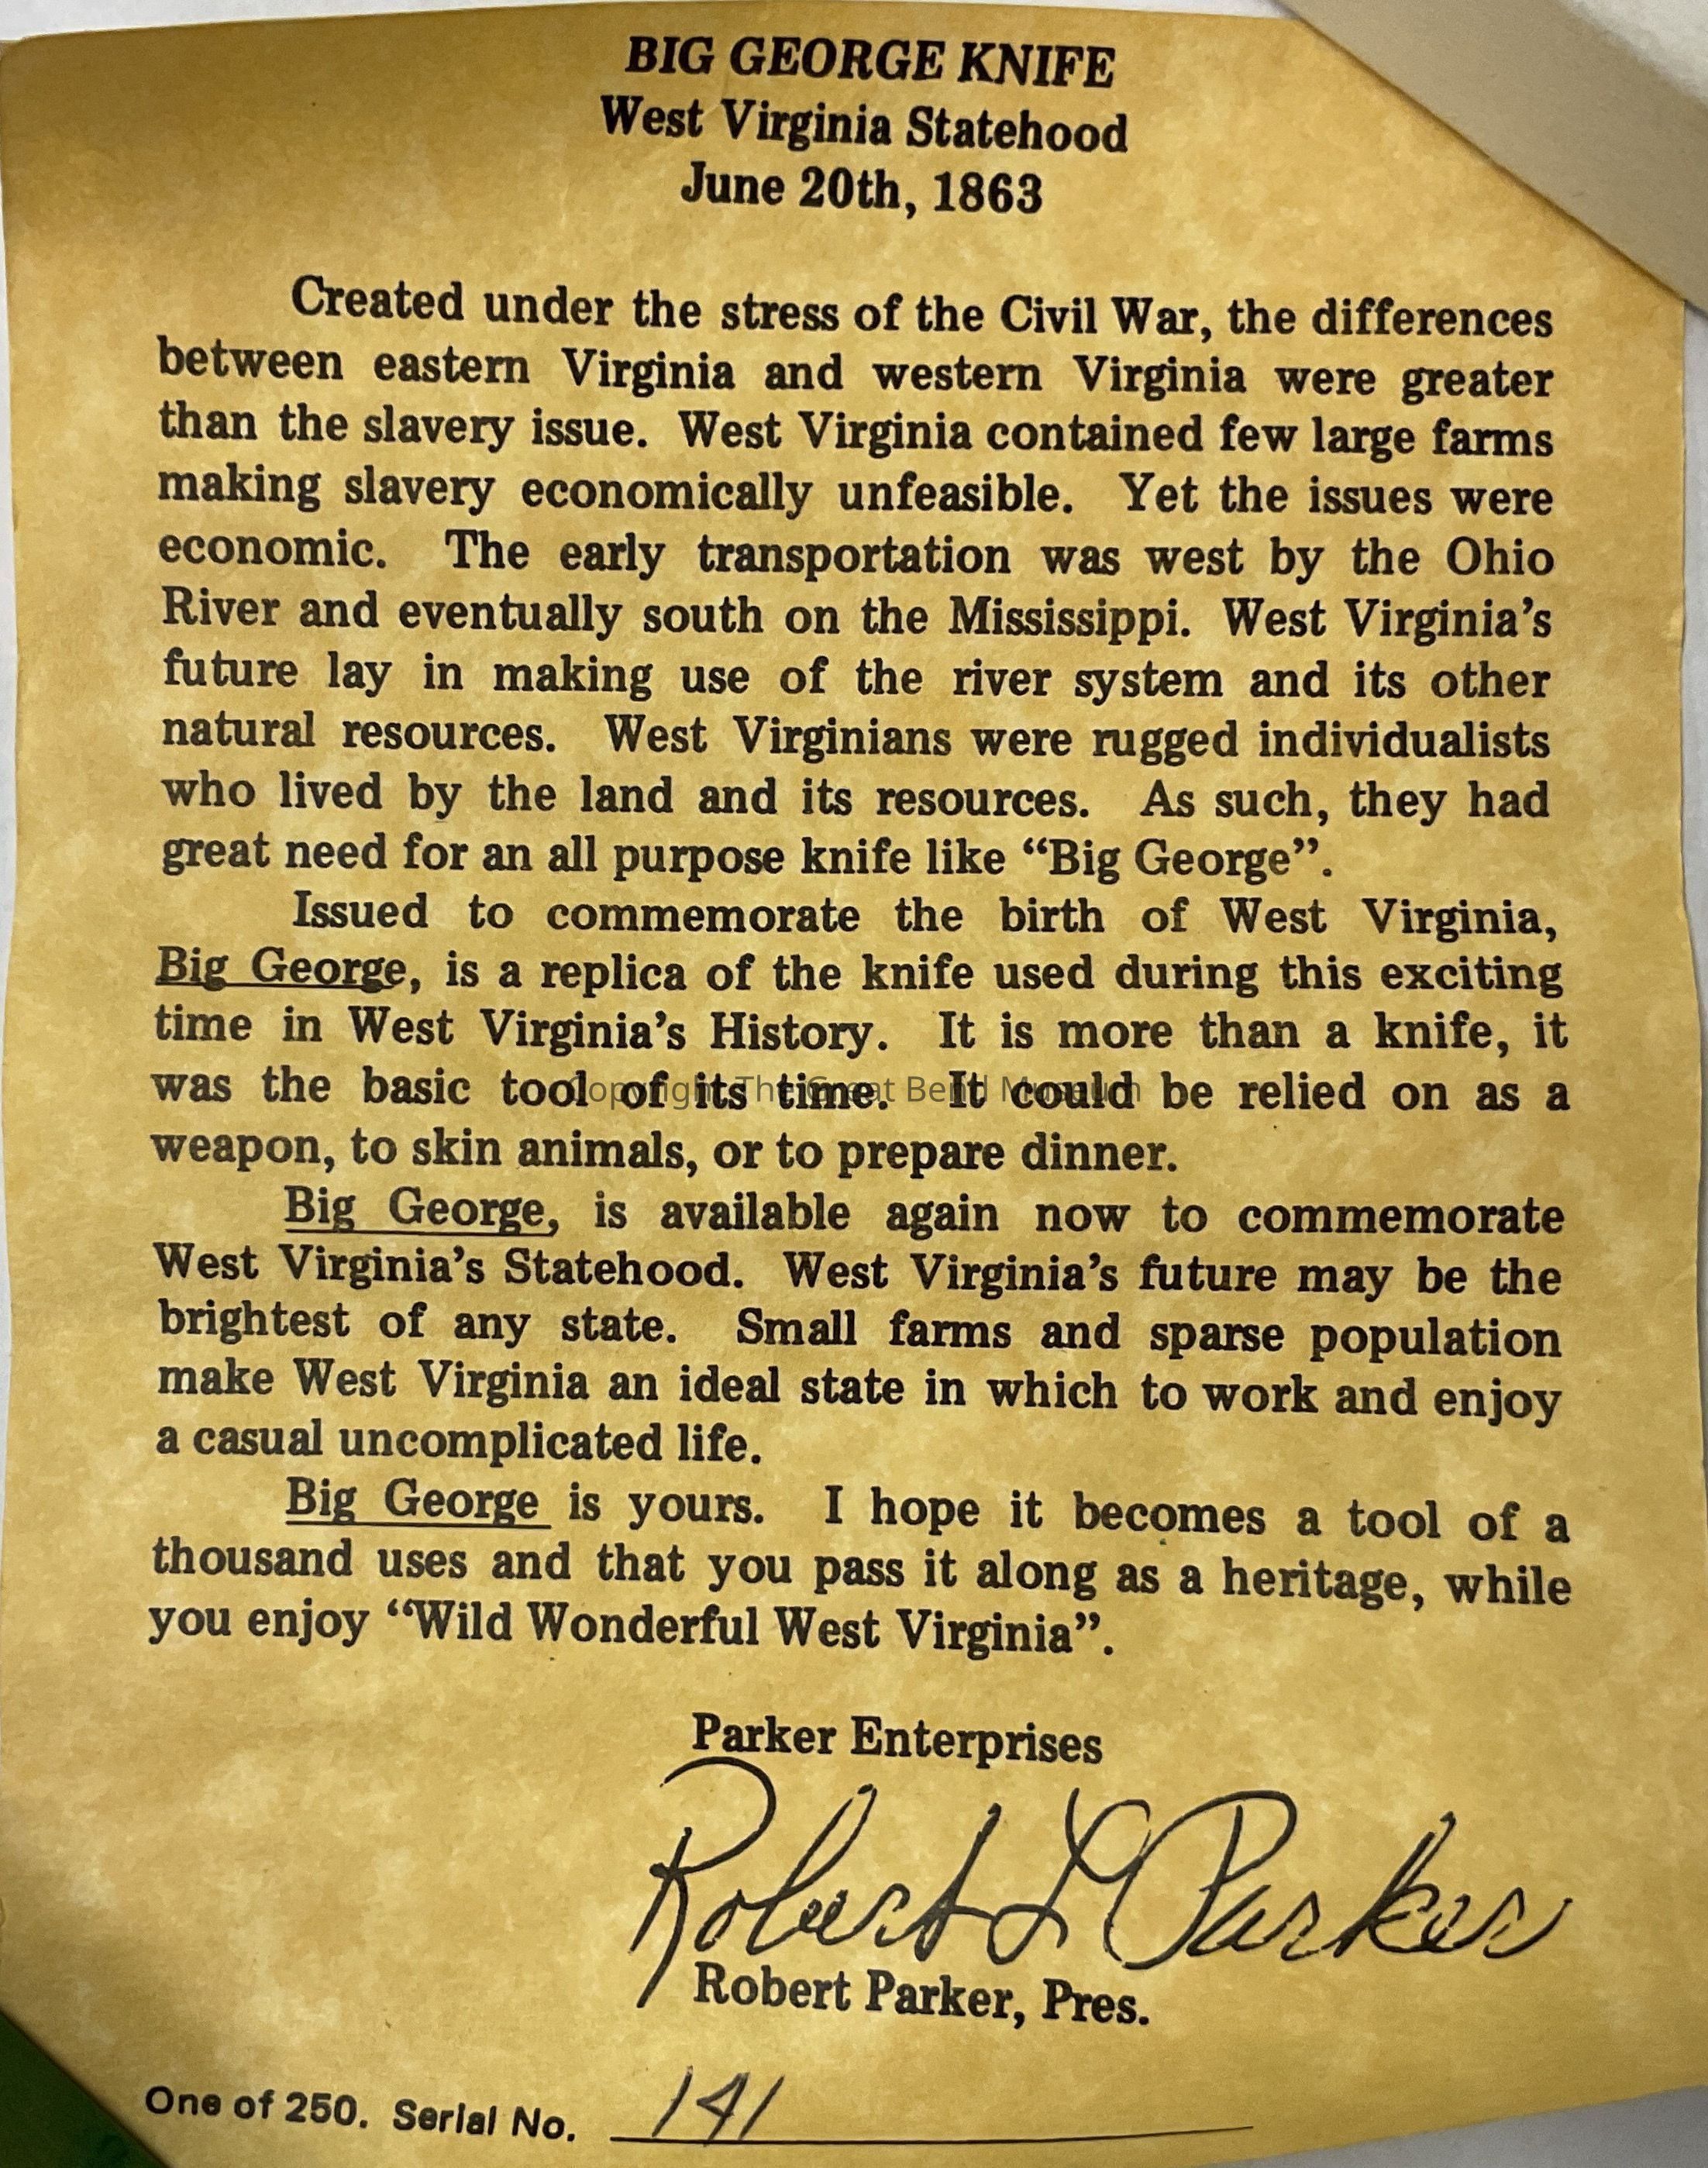 BIG GEORGE KNIFE
West Virginia Statehood
June 20th, 1863
Created under the stress of the Civil War, the differences
between eastern Virginia and western Virginia were greater
than the slavery issue. West Virginia contained few large farms
making slavery economically unfeasible. Yet the issues were
economic. The early transportation was west by the Ohio
River and eventually south on the Mississippi. West Virginia's
future lay in making use of the river system and its other
natural resources. West Virginians were rugged individualists
who lived by the land and its resources. As such, they had
great need for an all purpose knife like “Big George”.
Issued to commemorate the birth of West Virginia,
Big George, is a replica of the knife used during this exciting
time in West Virginia's History. It is more than a knife, it
was the basic tool of its time. It could be relied on as a
Copyright The Great Bend Museum
weapon, to skin animals, or to prepare dinner.
Big George, is available again now to commemorate
West Virginia's Statehood. West Virginia's future may be the
brightest of any state. Small farms and sparse population
make West Virginia an ideal state in which to work and enjoy
a casual uncomplicated life.
Big George is yours. I hope it becomes a tool of a
thousand uses and that you pass it along as a heritage, while
you enjoy “Wild Wonderful West Virginia”.
Parker Enterprises
Robert L Parker
Robert Parker, Pres.
One of 250. Serial No. 141